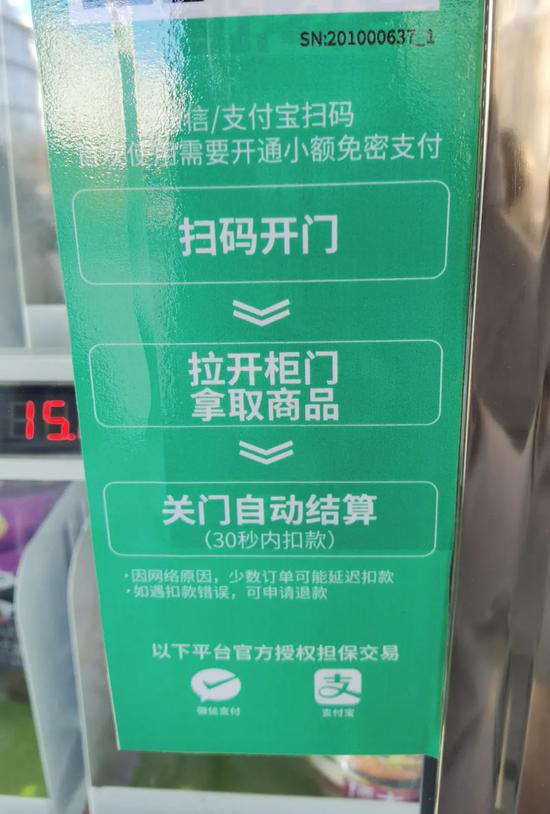 SN:201000637_1
信/支付宝扫码
使用需要开通小额免密支付
扫码开门
拉开柜门
拿取商品
15.
关门自动结算
（30秒内扣款）
·因网络原因，少数订单可能延迟扣款
·如遇扣款错误，可申请退款
以下平台官方授权担保交易
支
微信支付
支付宝